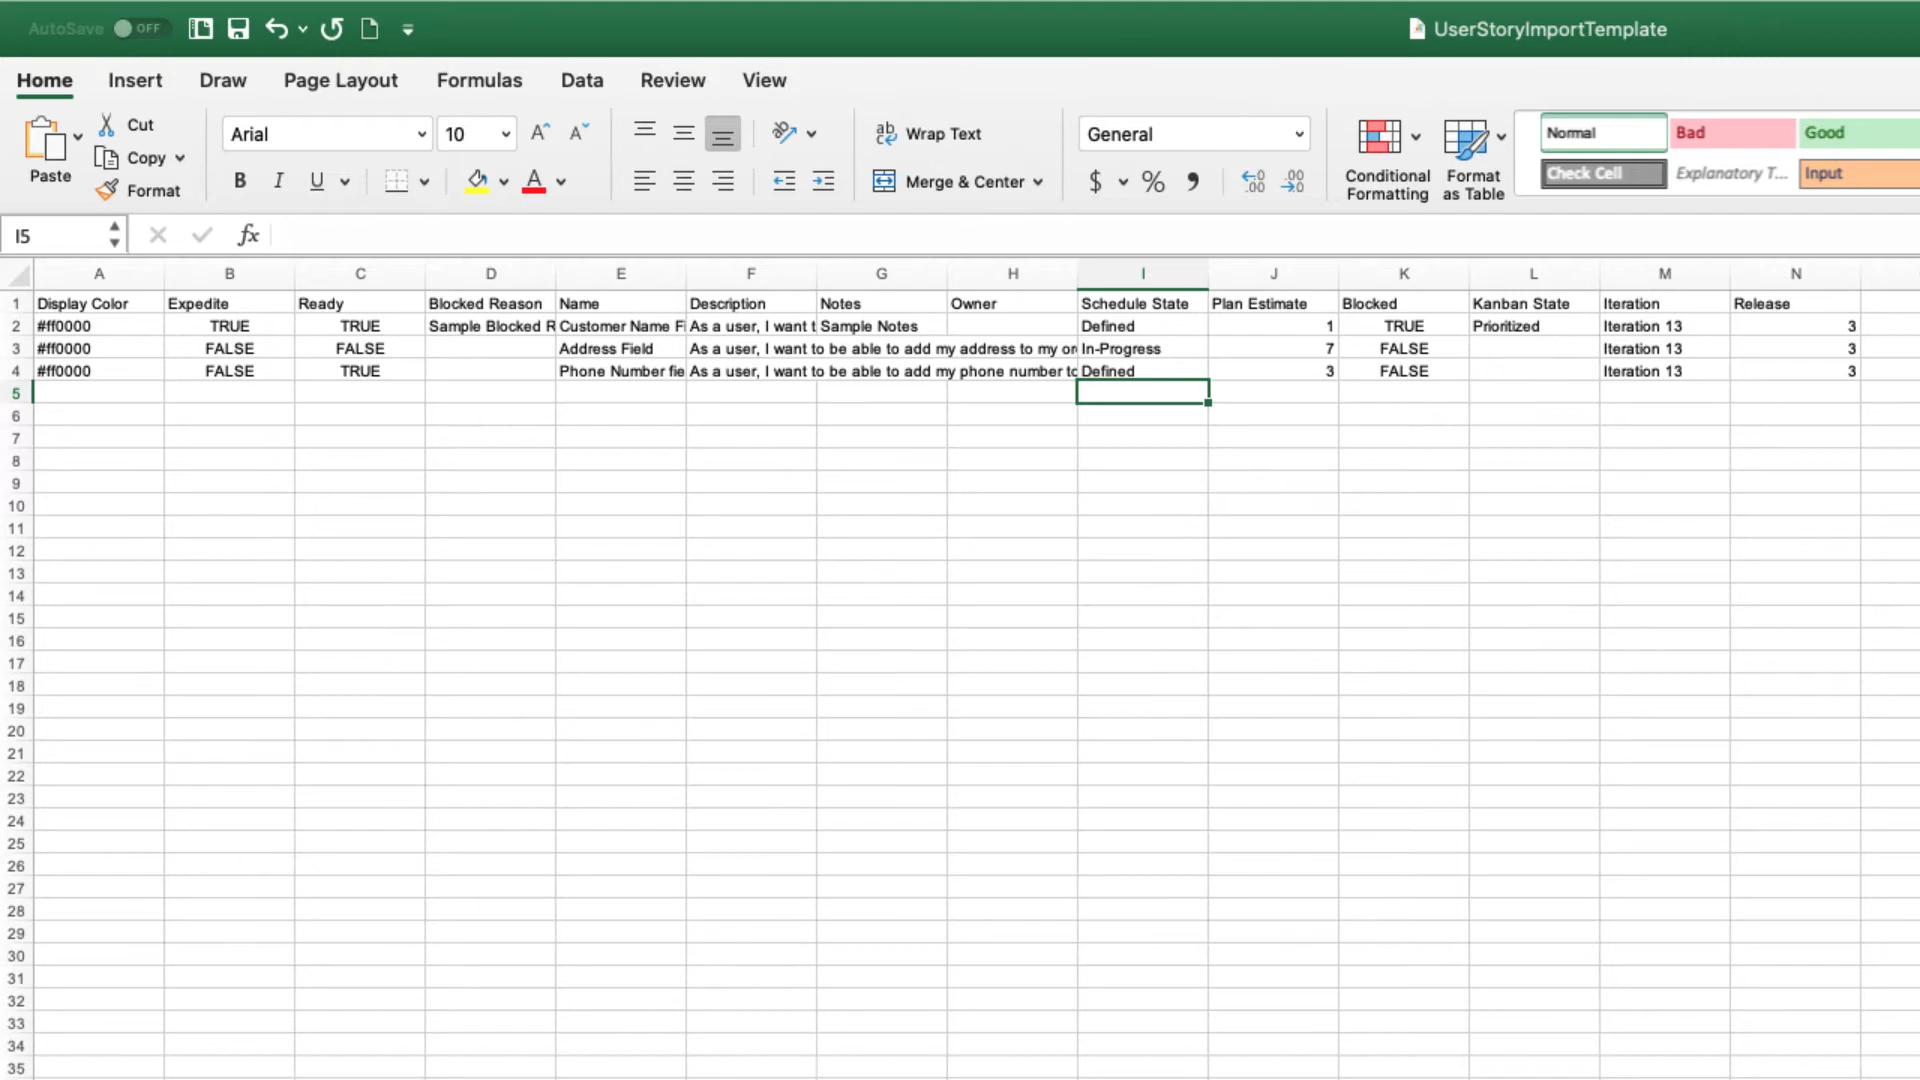 AutoSave OFF UserStoryImportTemplate
Home Insert Draw Page Layout Formulas Data Review View
Paste Cut Copy Format
Arial 10 A A
B I U A
ab Wrap Text
Merge & Center
General
$ % 9 .00 .00
Conditional Formatting
Format as Table
Normal Bad Good
Check Cell Explanatory T... Input
I5 fx
A B C D E F G H I J K L M N
1 Display Color Expedite Ready Blocked Reason Name Description Notes Owner Schedule State Plan Estimate Blocked Kanban State Iteration Release
2 #ff0000 TRUE TRUE Sample Blocked R Customer Name Fi As a user, I want t Sample Notes Defined 1 TRUE Prioritized Iteration 13 3
3 #ff0000 FALSE FALSE Address Field As a user, I want to be able to add my address to my or In-Progress 7 FALSE Iteration 13 3
4 #ff0000 FALSE TRUE Phone Number fie As a user, I want to be able to add my phone number to Defined 3 FALSE Iteration 13 3
5
6
7
8
9
10
11
12
13
14
15
16
17
18
19
20
21
22
23
24
25
26
27
28
29
30
31
32
33
34
35